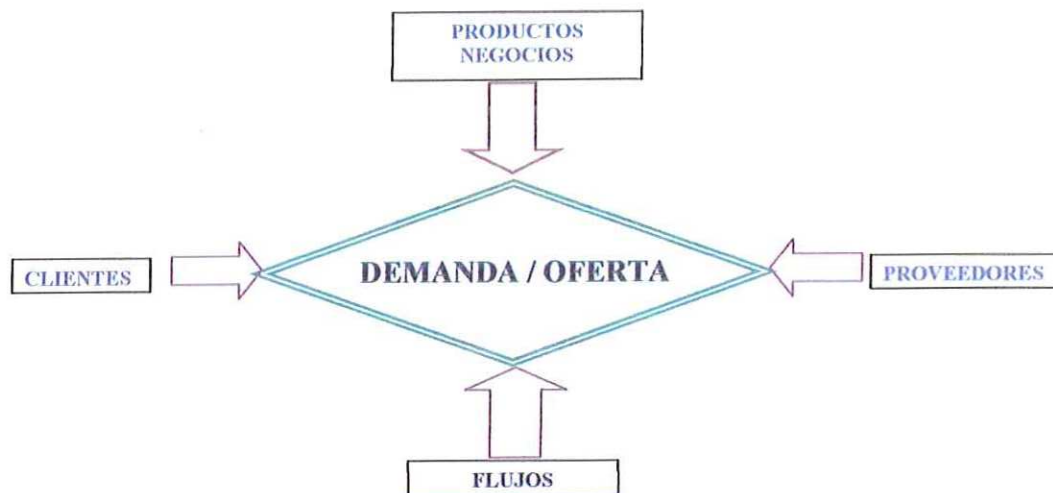 PRODUCTOS
NEGOCIOS
CLIENTES
DEMANDA / OFERTA
PROVEEDORES
FLUJOS